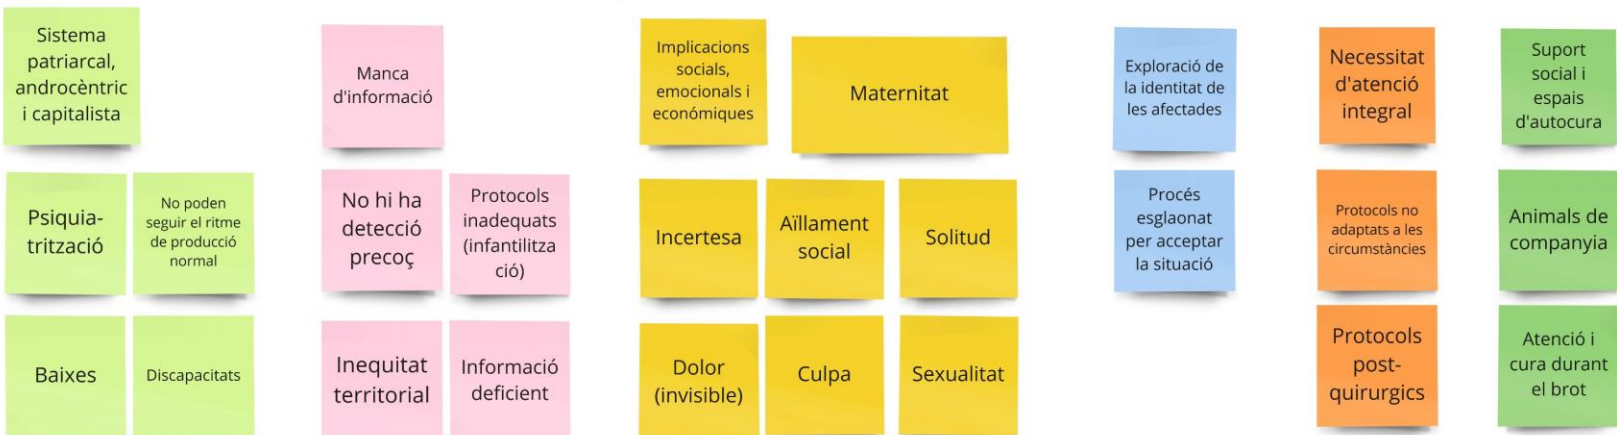 Sistema
patriarcal,
androcèntric
i capitalista
Psiquia-
trització
No poden
seguir el ritme
de producció
normal
Baixes
Discapacitats
Manca
d'informació
No hi ha
detecció
precoç
Protocols
inadequats
(infantilitza
ció)
Inequitat
territorial
Informació
deficient
Implicacions
socials,
emocionals i
econòmiques
Maternitat
Incertesa
Aïllament
social
Solitud
Dolor
(invisible)
Culpa
Sexualitat
Exploració de
la identitat de
les afectades
Procés
esglaonat
per acceptar
la situació
Necessitat
d'atenció
integral
Protocols no
adaptats a les
circumstàncies
Protocols
post-
quirurgics
Suport
social i
espais
d'autocura
Animals de
companyia
Atenció i
cura durant
el brot